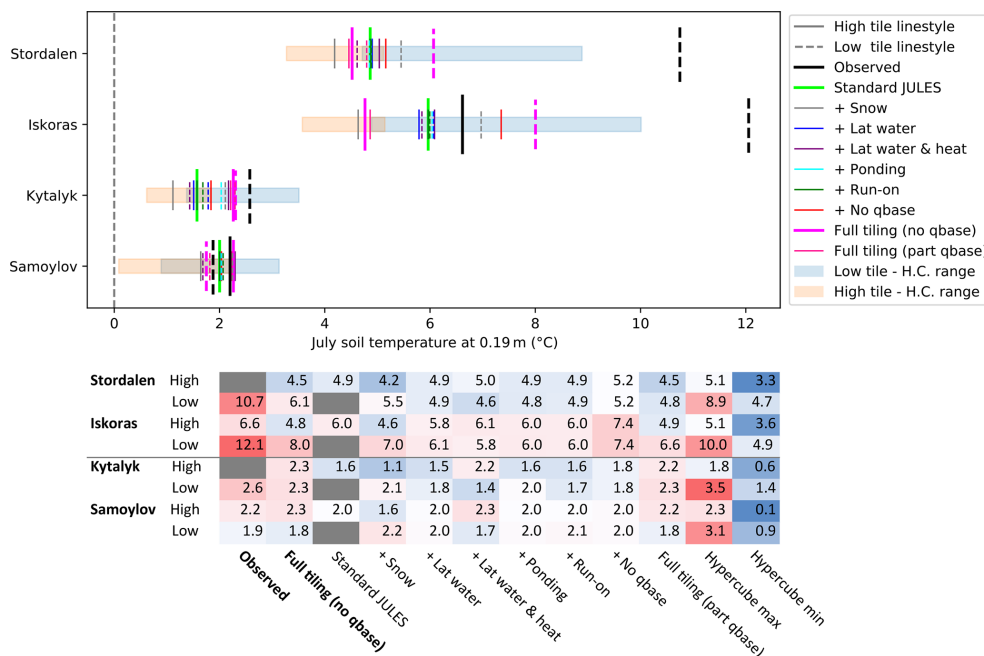 Stordalen
Iskoras
Kytalyk
Samoylov
0 2 4 6 8 10 12
July soil temperature at 0.19 m (°C)
High tile linestyle
Low tile linestyle
Observed
Standard JULES
+ Snow
+ Lat water
+ Lat water & heat
+ Ponding
+ Run-on
+ No qbase
Full tiling (no qbase)
Full tiling (part qbase)
Low tile - H.C. range
High tile - H.C. range
Stordalen High 4.5 4.9 4.2 4.9 5.0 4.9 4.9 5.2 4.5 5.1 3.3
Low 10.7 6.1 5.5 4.9 4.6 4.8 4.9 5.2 4.8 8.9 4.7
Iskoras High 6.6 4.8 6.0 4.6 5.8 6.1 6.0 6.0 7.4 4.9 5.1 3.6
Low 12.1 8.0 7.0 6.1 5.8 6.0 6.0 7.4 6.6 10.0 4.9
Kytalyk High 2.3 1.6 1.1 1.5 2.2 1.6 1.6 1.8 2.2 1.8 0.6
Low 2.6 2.3 2.1 1.8 1.4 2.0 1.7 1.8 2.3 3.5 1.4
Samoylov High 2.2 2.3 2.0 1.6 2.0 2.3 2.0 2.0 2.0 2.2 2.3 0.1
Low 1.9 1.8 2.2 2.0 1.7 2.0 2.1 2.0 1.8 3.1 0.9
Observed
Full tiling (no qbase)
Standard JULES
+ Snow
+ Lat water
+ Lat water & heat
+ Ponding
+ Run-on
+ No qbase
Full tiling (part qbase)
Hypercube max
Hypercube min